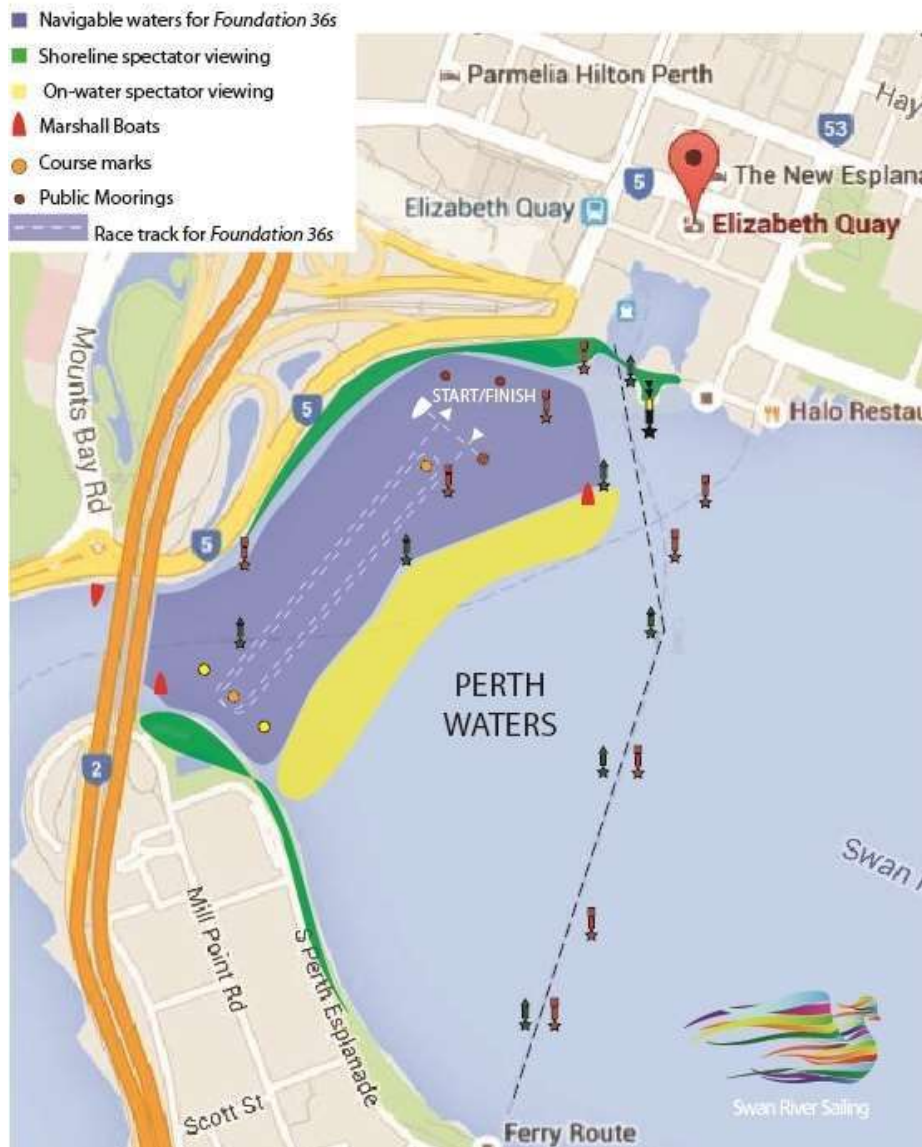 Navigable waters for Foundation 36s
Shoreline spectator viewing
On-water spectator viewing
Marshall Boats
Course marks
Public Moorings
Race track for Foundation 36s
Parmelia Hilton Perth
Hay
53
5
The New Esplana
Elizabeth Quay
Elizabeth Quay
Mounts Bay Rd
START/FINISH
5
Halo Restau
5
PERTH
WATERS
2
Swan
Mill Point Rd
S Perth Esplanade
Scott St
Ferry Route
Swan River Sailing